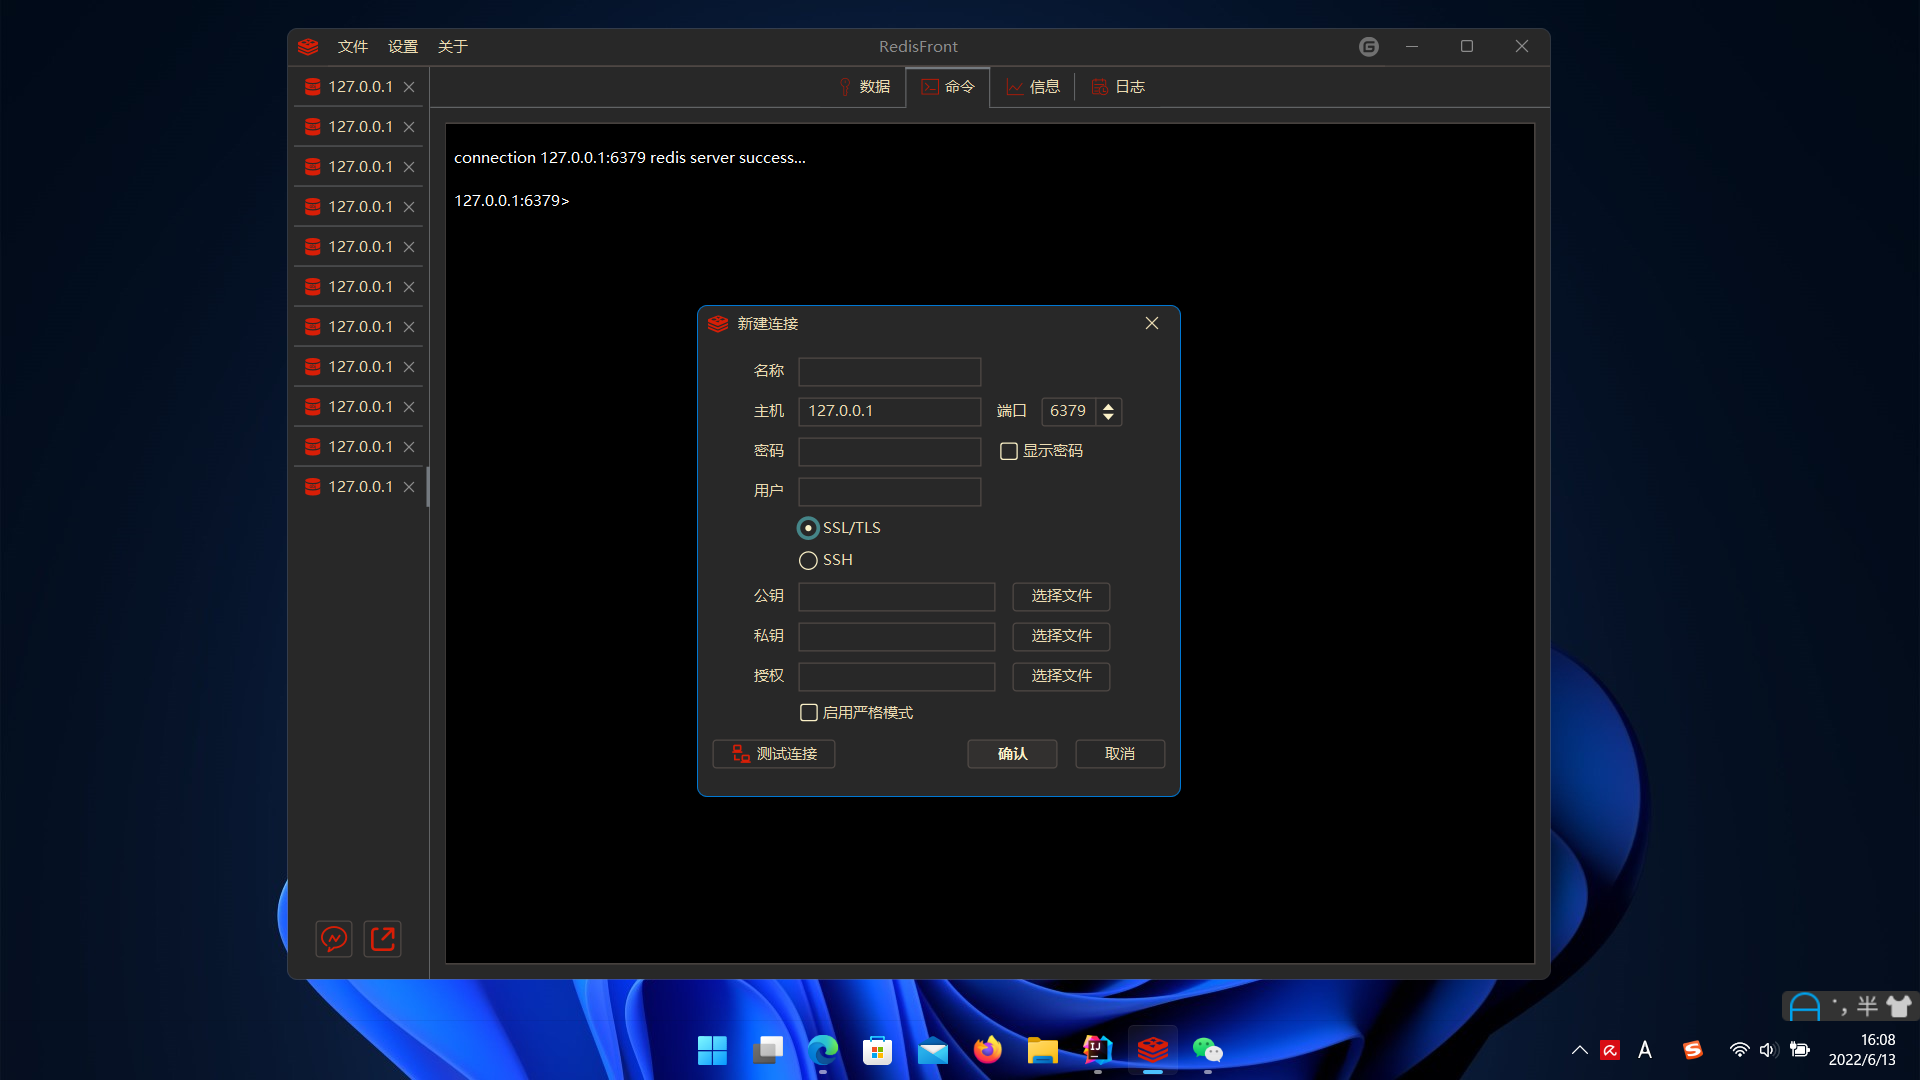 文件 设置 关于
RedisFront
127.0.0.1
127.0.0.1
127.0.0.1
127.0.0.1
127.0.0.1
127.0.0.1
127.0.0.1
127.0.0.1
127.0.0.1
127.0.0.1
127.0.0.1
数据 命令 信息 日志
connection 127.0.0.1:6379 redis server success...
127.0.0.1:6379>
新建连接
名称
主机 127.0.0.1 端口 6379
密码 显示密码
用户
SSL/TLS
SSH
公钥 选择文件
私钥 选择文件
授权 选择文件
启用严格模式
测试连接 确认 取消
半
A
16:08
2022/6/13